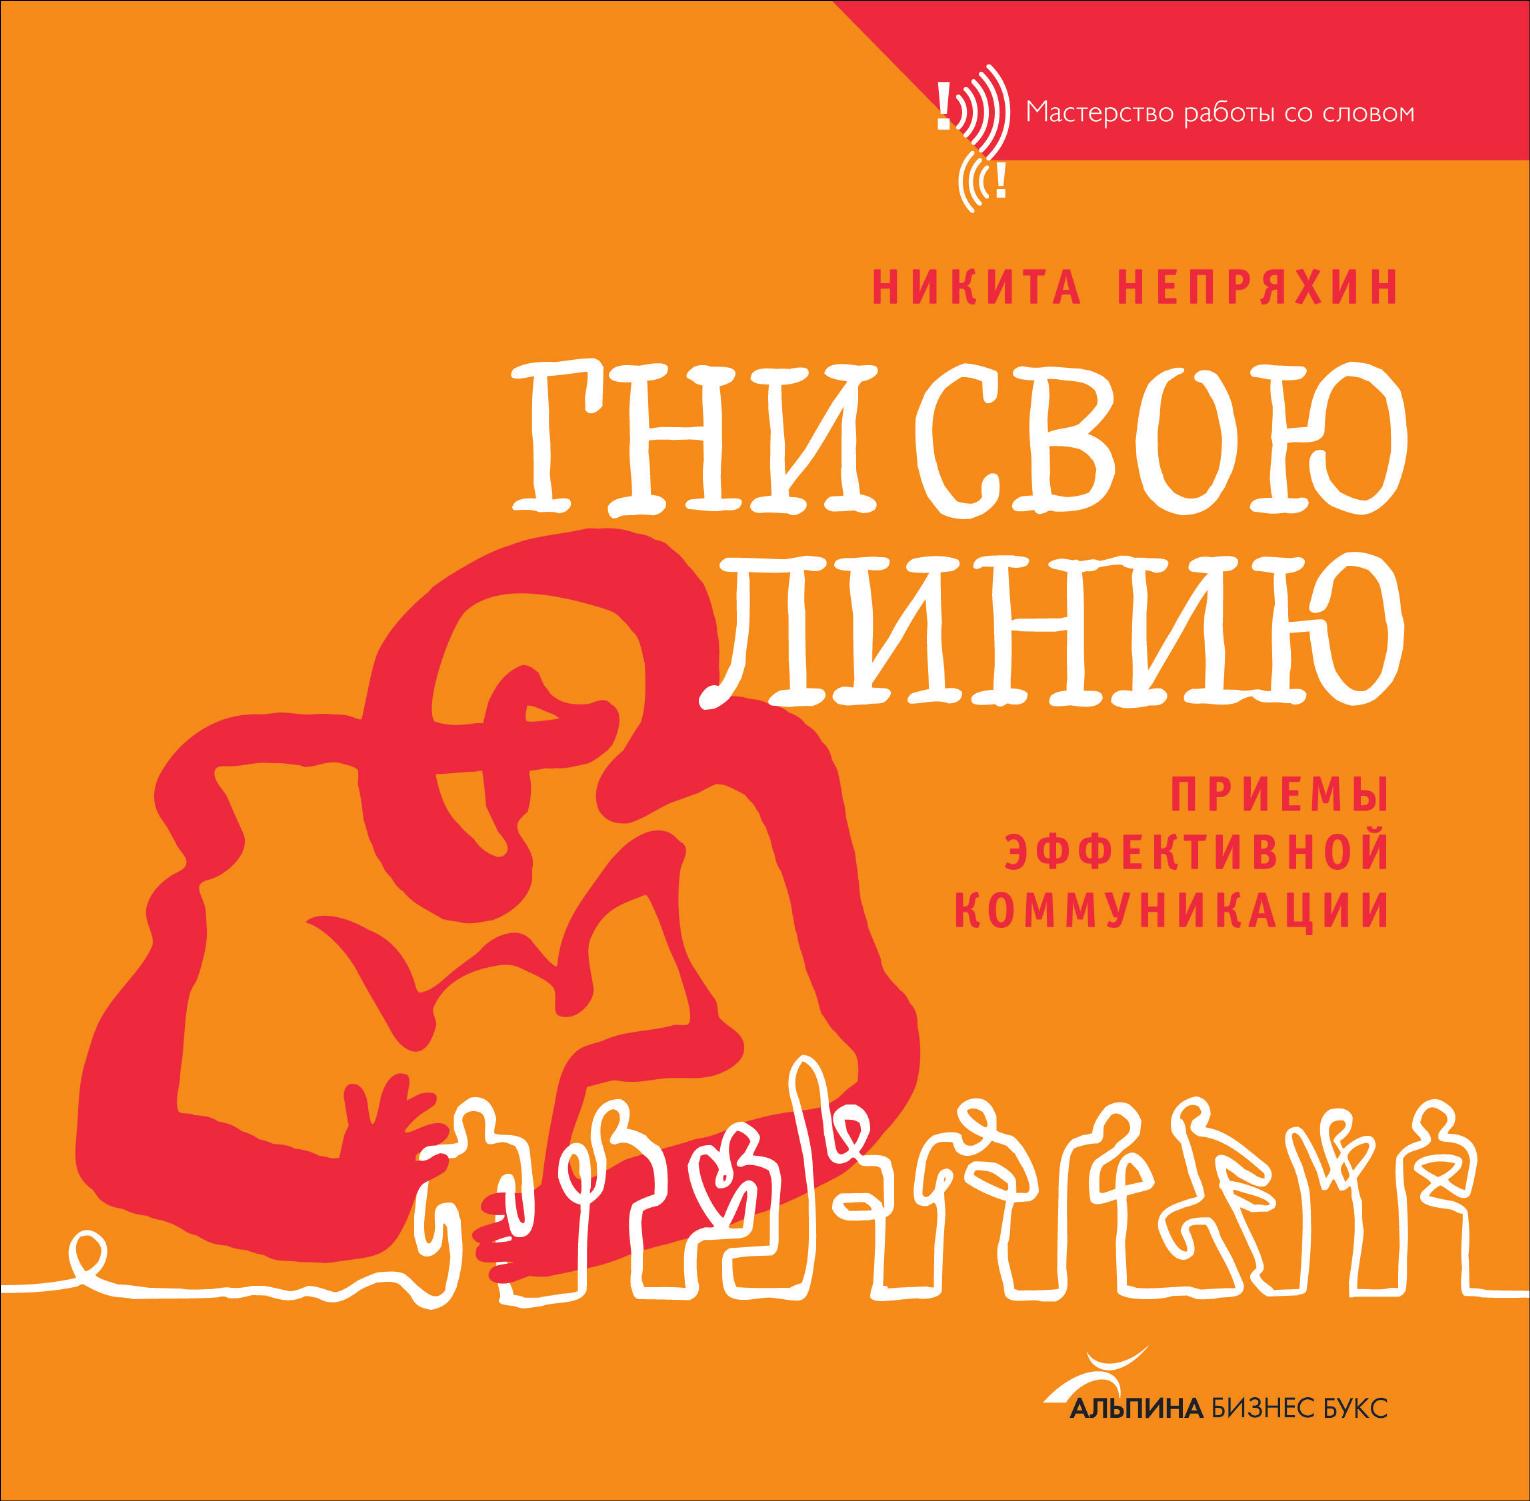 Мастерство работы со словом
НИКИТА НЕПРЯХИН
ГНИ СВОЮ
ЛИНИЮ
ПРИЕМЫ
ЭФФЕКТИВНОЙ
КОММУНИКАЦИИ
АЛЬПИНА БИЗНЕС БУКС